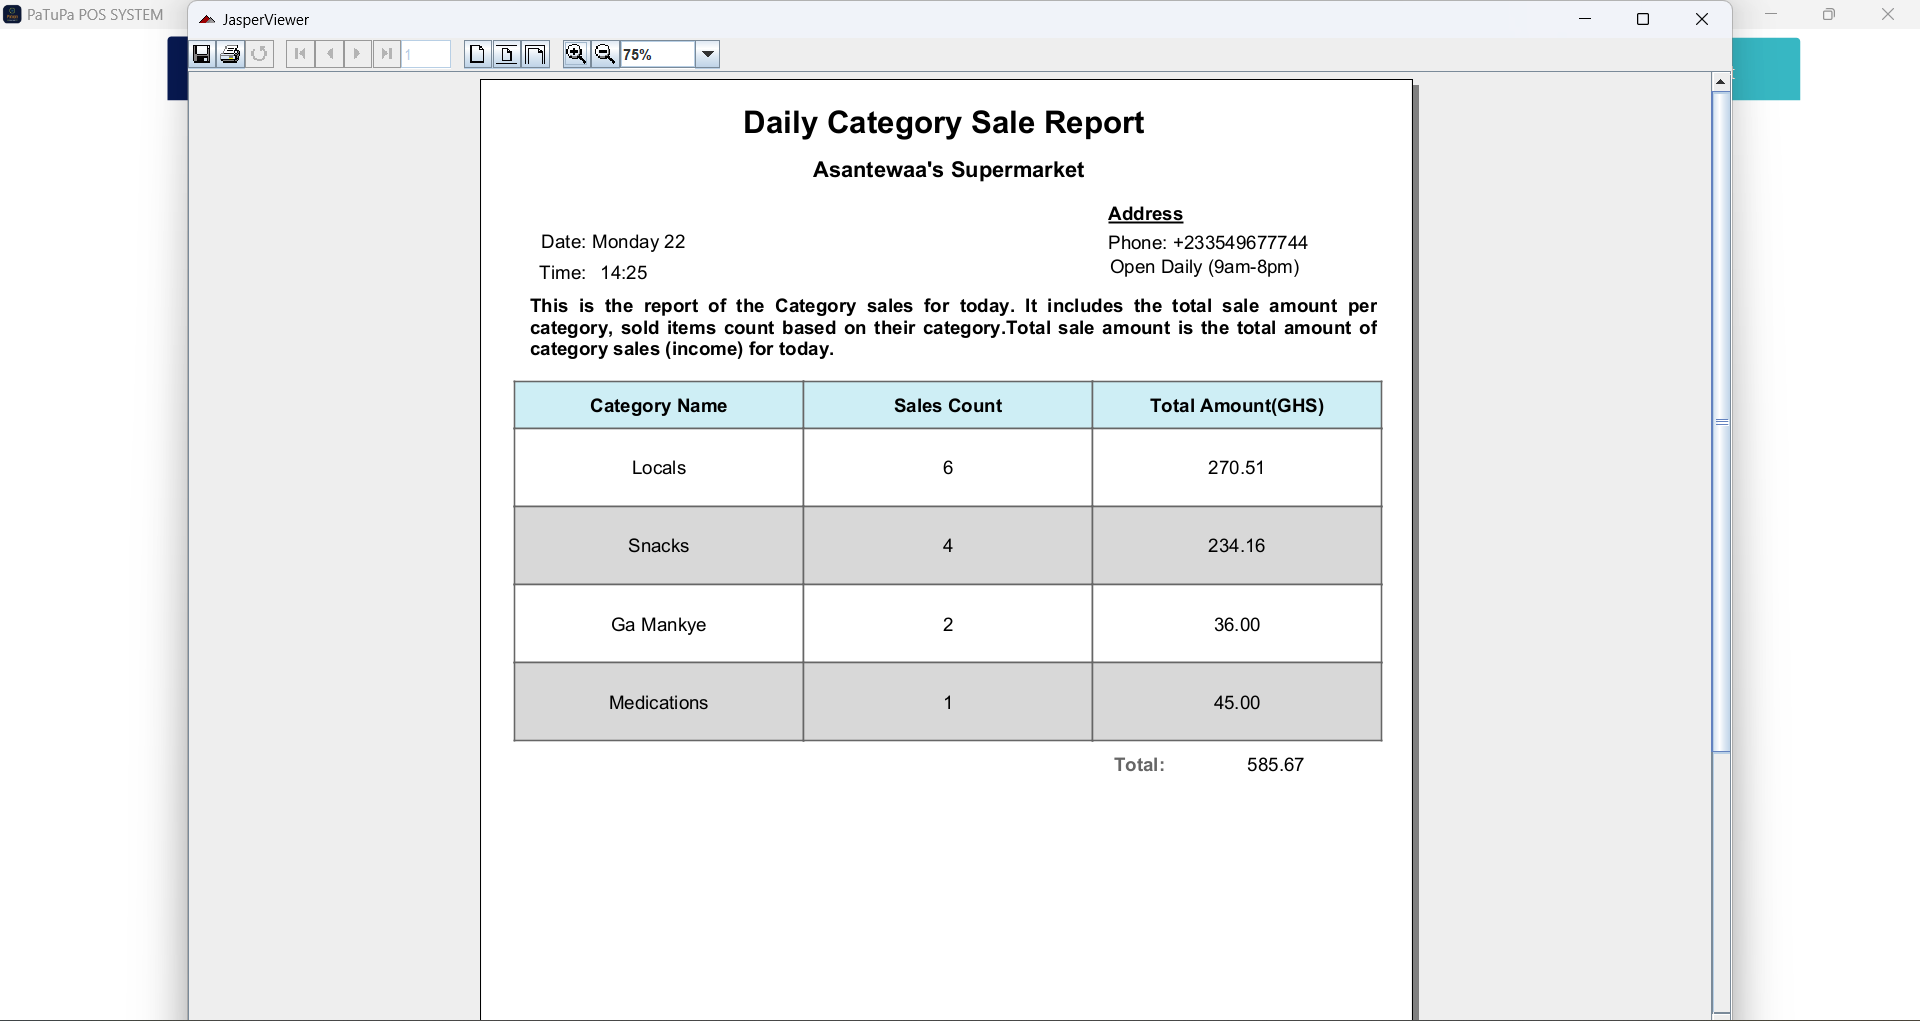 PaTuPa POS SYSTEM
JasperViewer
1
75%
Daily Category Sale Report
Asantewaa's Supermarket
Address
Date: Monday 22
Phone: +233549677744
Time: 14:25
Open Daily (9am-8pm)
This is the report of the Category sales for today. It includes the total sale amount per
category, sold items count based on their category.Total sale amount is the total amount of
category sales (income) for today.
Category Name Sales Count Total Amount(GHS)
Locals 6 270.51
Snacks 4 234.16
Ga Mankye 2 36.00
Medications 1 45.00
Total: 585.67